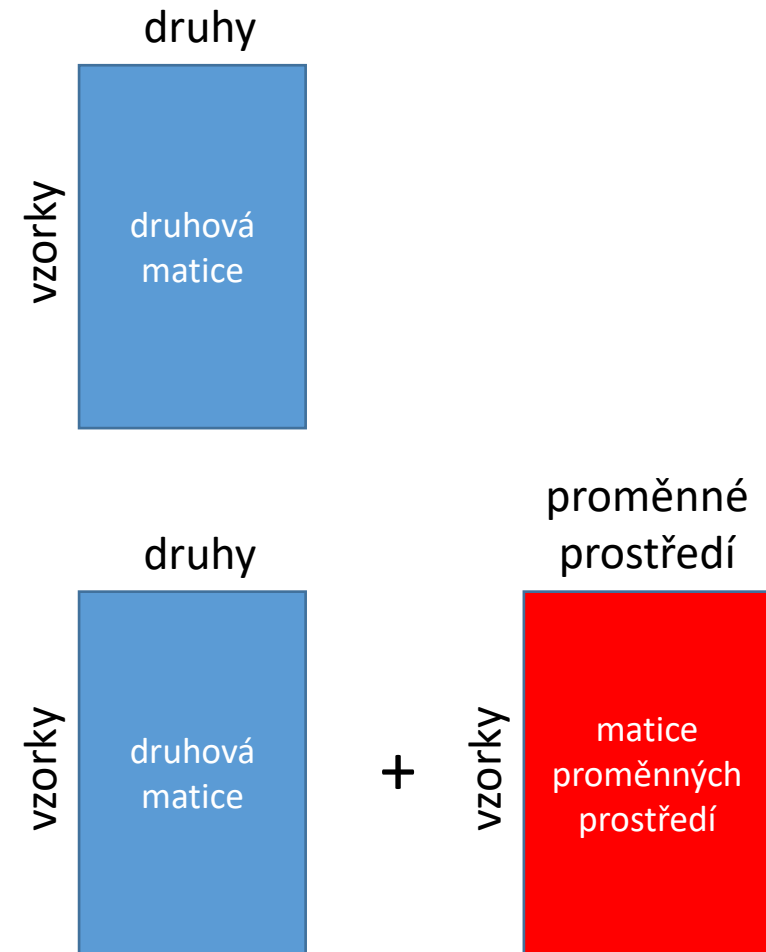 druhy
vzorky
druhová
matice
druhy
vzorky
druhová
matice
+
proměnné
prostředí
vzorky
matice
proměnných
prostředí